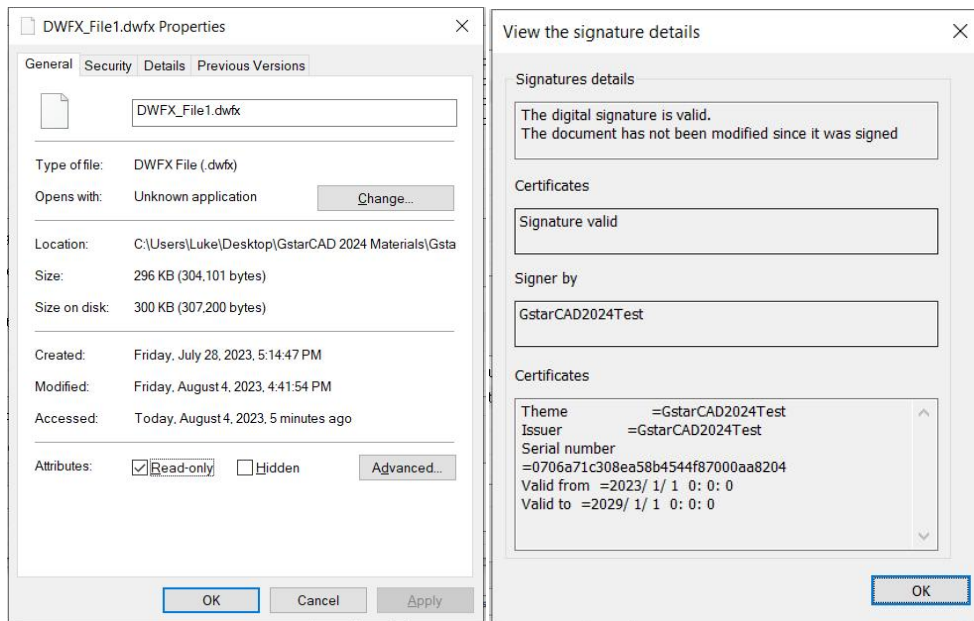 DWFX_File1.dwfx Properties
General Security Details Previous Versions
DWFX_File1.dwfx
Type of file: DWFX File (.dwfx)
Opens with: Unknown application Change...
Location: C:\Users\Luke\Desktop\GstarCAD 2024 Materials\Gsta
Size: 296 KB (304,101 bytes)
Size on disk: 300 KB (307,200 bytes)
Created: Friday, July 28, 2023, 5:14:47 PM
Modified: Friday, August 4, 2023, 4:41:54 PM
Accessed: Today, August 4, 2023, 5 minutes ago
Attributes: Read-only Hidden Advanced...
OK Cancel Apply
View the signature details
Signatures details
The digital signature is valid.
The document has not been modified since it was signed
Certificates
Signature valid
Signer by
GstarCAD2024Test
Certificates
Theme =GstarCAD2024Test
Issuer =GstarCAD2024Test
Serial number
=0706a71c308ea58b4544f87000aa8204
Valid from =2023/ 1/ 1 0: 0: 0
Valid to =2029/ 1/ 1 0: 0: 0
OK